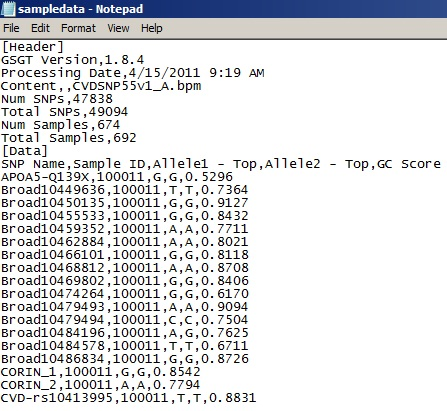 sampledata - Notepad
File Edit Format View Help
[Header]
GSGT Version,1.8.4
Processing Date,4/15/2011 9:19 AM
Content,,CVDSNP55v1_A.bpm
Num SNPs,47838
Total SNPs,49094
Num Samples,674
Total Samples,692
[Data]
SNP Name,Sample ID,Allele1 - Top,Allele2 - Top,GC Score
APOA5-Q139X,100011,G,G,0.5296
Broad10449636,100011,T,T,0.7364
Broad10450135,100011,G,G,0.9127
Broad10455533,100011,G,G,0.8432
Broad10459352,100011,A,A,0.7711
Broad10462884,100011,A,A,0.8021
Broad10466101,100011,G,G,0.8118
Broad10468812,100011,A,A,0.8708
Broad10469802,100011,G,G,0.8406
Broad10474264,100011,G,G,0.6170
Broad10479493,100011,A,A,0.9094
Broad10479494,100011,C,C,0.7504
Broad10484196,100011,A,G,0.7625
Broad10484578,100011,T,T,0.6711
Broad10486834,100011,G,G,0.8726
CORIN_1,100011,G,G,0.8542
CORIN_2,100011,A,A,0.7794
CVD-rs10413995,100011,T,T,0.8831